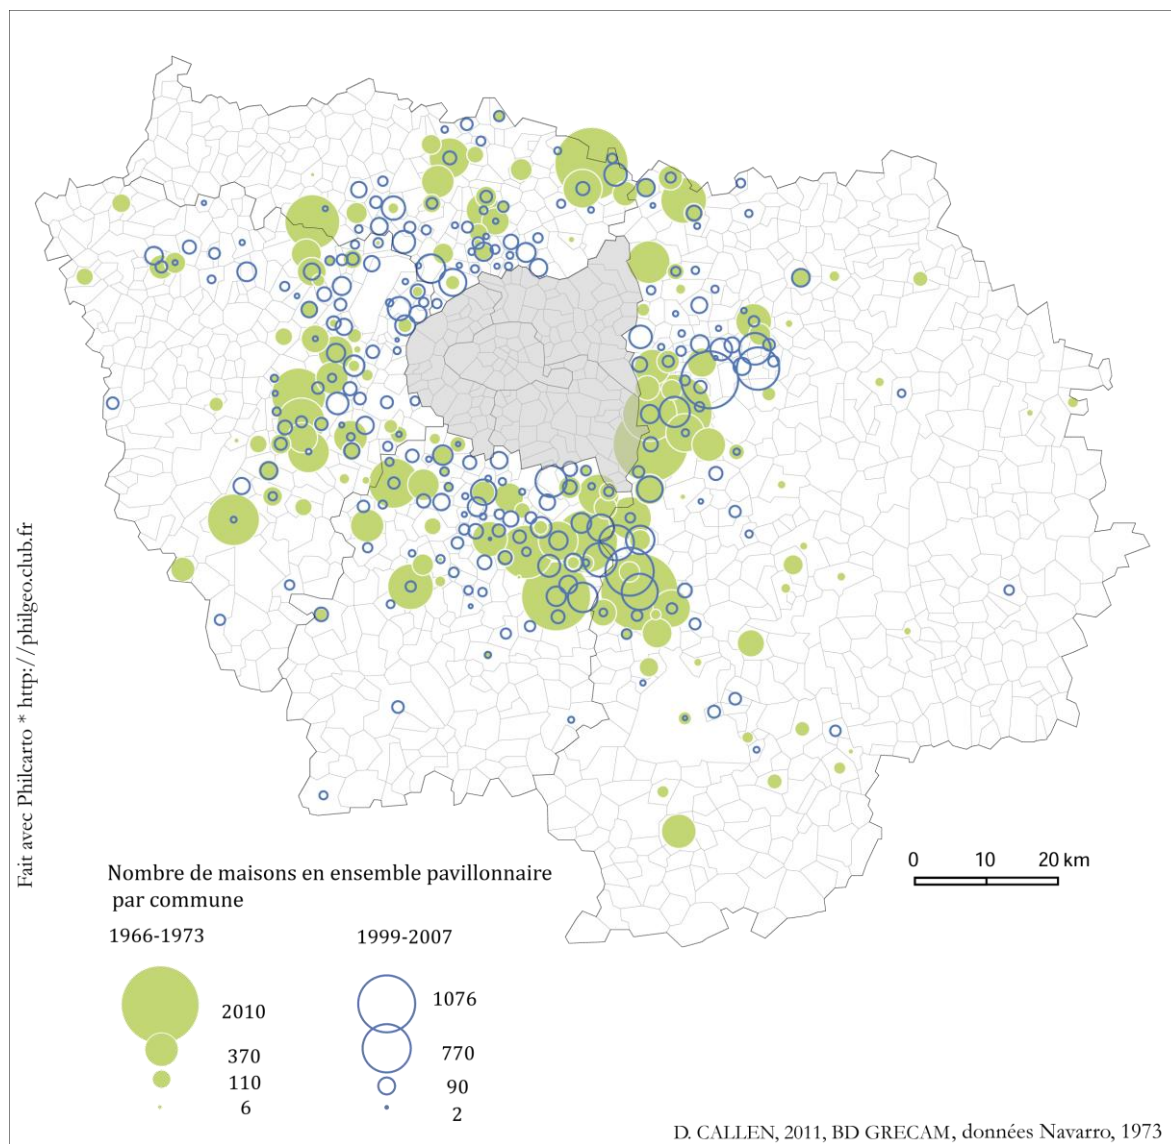 Fait avec Philcarto * http://philgeo.club.fr
0 10 20 km
Nombre de maisons en ensemble pavillonnaire
par commune
1966-1973
1999-2007
2010
370
110
6
1076
770
90
2
D. CALLEN, 2011, BD GRECAM, données Navarro, 1973